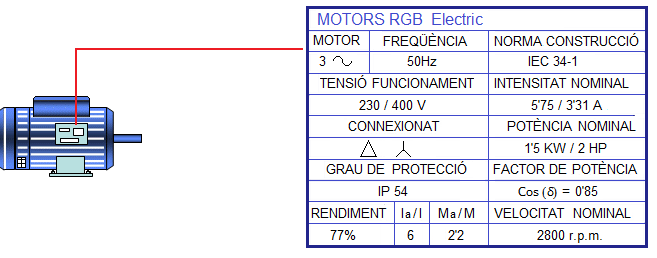 MOTORS RGB Electric
MOTOR FREQÜÈNCIA NORMA CONSTRUCCIÓ
3 50Hz IEC 34-1
TENSIÓ FUNCIONAMENT INTENSITAT NOMINAL
230 / 400 V 5'75 / 3'31 A
CONNEXIONAT POTÈNCIA NOMINAL
1'5 KW / 2 HP
GRAU DE PROTECCIÓ FACTOR DE POTÈNCIA
IP 54 Cos (δ) = 0'85
RENDIMENT Ia/I Ma/M VELOCITAT NOMINAL
77% 6 2'2 2800 r.p.m.